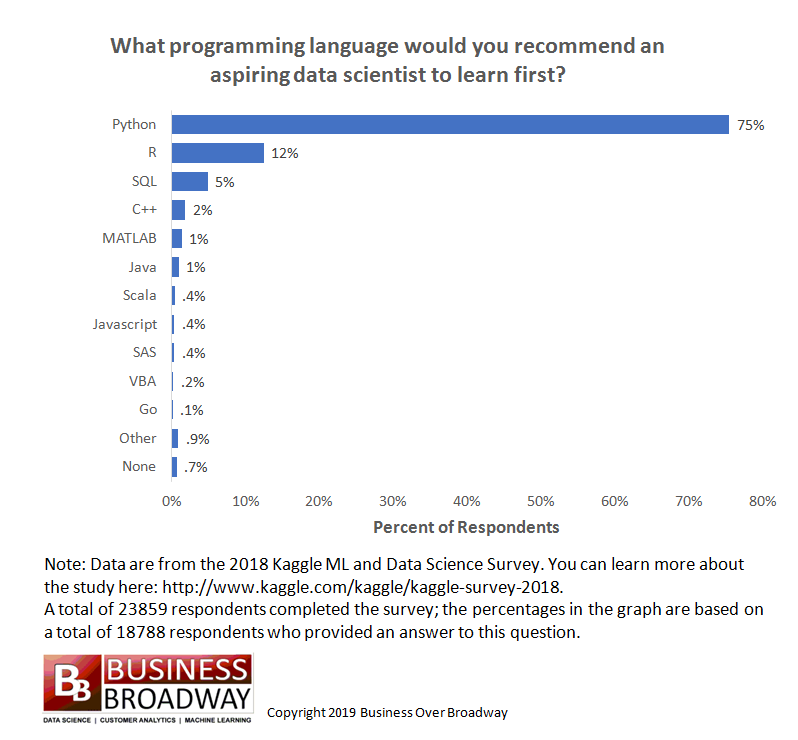 What programming language would you recommend an
aspiring data scientist to learn first?
Python 75%
R 12%
SQL 5%
C++ 2%
MATLAB 1%
Java 1%
Scala .4%
Javascript .4%
SAS .4%
VBA .2%
Go .1%
Other .9%
None .7%
0% 10% 20% 30% 40% 50% 60% 70% 80%
Percent of Respondents
Note: Data are from the 2018 Kaggle ML and Data Science Survey. You can learn more about
the study here: http://www.kaggle.com/kaggle/kaggle-survey-2018.
A total of 23859 respondents completed the survey; the percentages in the graph are based on
a total of 18788 respondents who provided an answer to this question.
BB BUSINESS
BROADWAY
DATA SCIENCE | CUSTOMER ANALYTICS | MACHINE LEARNING
Copyright 2019 Business Over Broadway